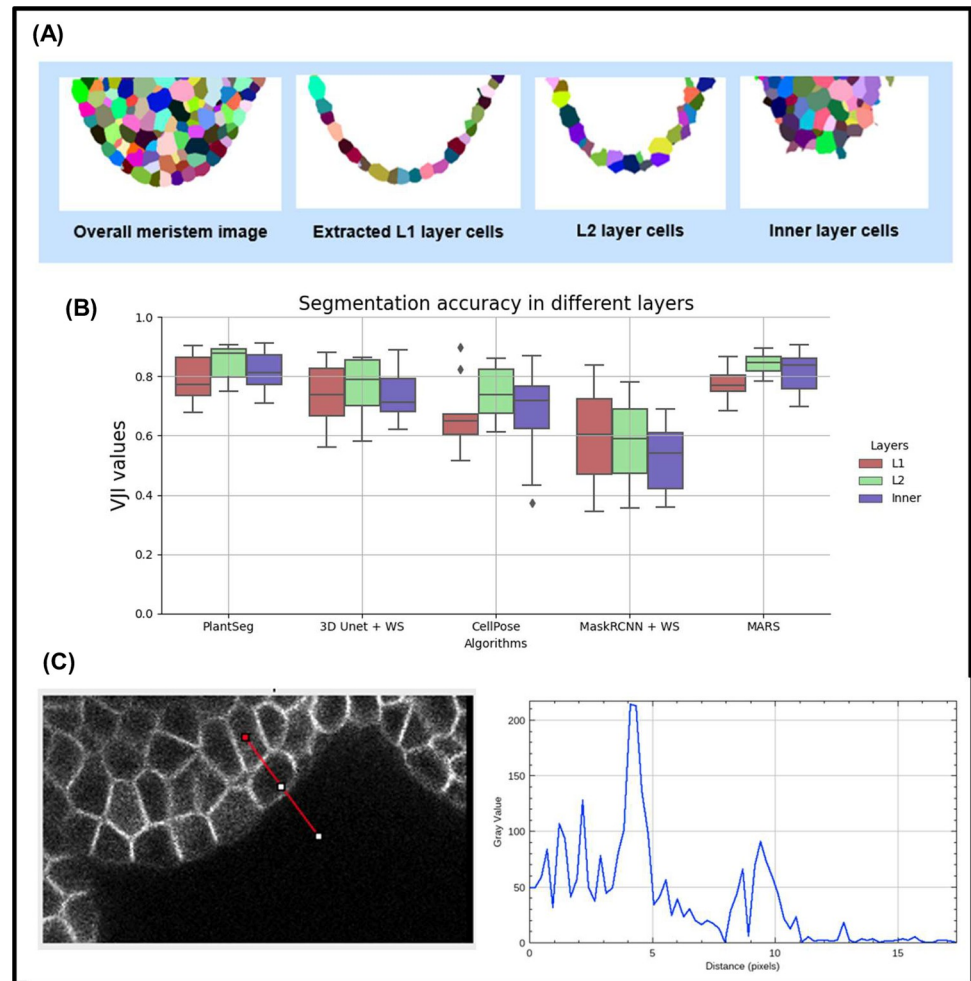 (A)
Overall meristem image
Extracted L1 layer cells
L2 layer cells
Inner layer cells
(B)
Segmentation accuracy in different layers
VJI values
1.0
0.8
0.6
0.4
0.2
0.0
PlantSeg
3D Unet + WS
CellPose
MaskRCNN + WS
MARS
Algorithms
Layers
L1
L2
Inner
(C)
Gray Value
200
150
100
50
0
0
5
10
15
Distance (pixels)